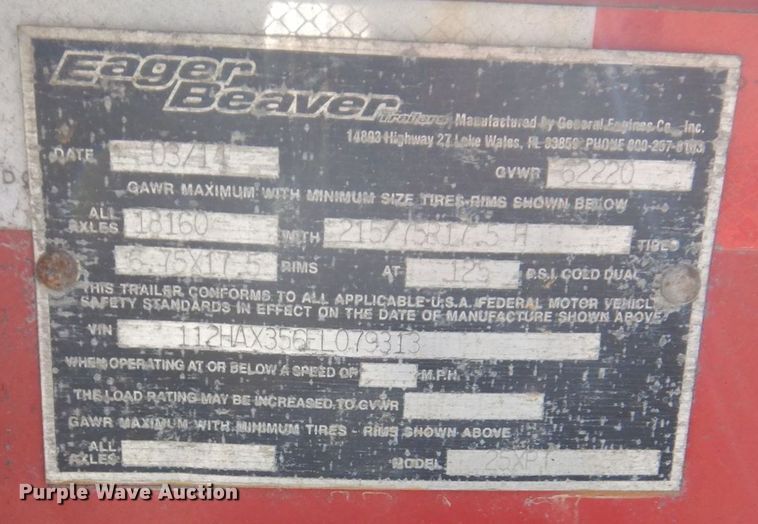 Eager
Beaver
Trailers Manufactured by General Engines Co., Inc.
14893 Highway 27 Lake Wales, FL 33859 PHONE 800-257-8163
DATE 03/14 GVWR 62220
GAWR MAXIMUM WITH MINIMUM SIZE TIRES-RIMS SHOWN BELOW
ALL AXLES 18160 WITH 215/75R17.5 H TIRES
6.75X17.5 RIMS AT 125 P.S.I. COLD DUAL
THIS TRAILER CONFORMS TO ALL APPLICABLE U.S.A. FEDERAL MOTOR VEHICLE
SAFETY STANDARDS IN EFFECT ON THE DATE OF MANUFACTURE SHOWN ABOVE.
VIN 112HAX356EL079313
WHEN OPERATING AT OR BELOW A SPEED OF M.P.H.
THE LOAD RATING MAY BE INCREASED TO GVWR
GAWR MAXIMUM WITH MINIMUM TIRES - RIMS SHOWN ABOVE
ALL AXLES MODEL 25XPT
Purple Wave Auction